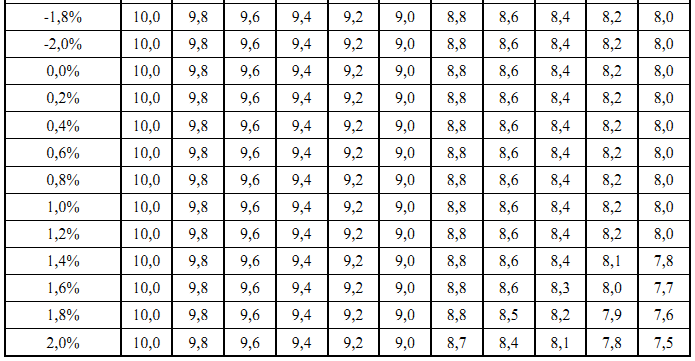 -1,8% 10,0 9,8 9,6 9,4 9,2 9,0 8,8 8,6 8,4 8,2 8,0
-2,0% 10,0 9,8 9,6 9,4 9,2 9,0 8,8 8,6 8,4 8,2 8,0
0,0% 10,0 9,8 9,6 9,4 9,2 9,0 8,8 8,6 8,4 8,2 8,0
0,2% 10,0 9,8 9,6 9,4 9,2 9,0 8,8 8,6 8,4 8,2 8,0
0,4% 10,0 9,8 9,6 9,4 9,2 9,0 8,8 8,6 8,4 8,2 8,0
0,6% 10,0 9,8 9,6 9,4 9,2 9,0 8,8 8,6 8,4 8,2 8,0
0,8% 10,0 9,8 9,6 9,4 9,2 9,0 8,8 8,6 8,4 8,2 8,0
1,0% 10,0 9,8 9,6 9,4 9,2 9,0 8,8 8,6 8,4 8,2 8,0
1,2% 10,0 9,8 9,6 9,4 9,2 9,0 8,8 8,6 8,4 8,2 8,0
1,4% 10,0 9,8 9,6 9,4 9,2 9,0 8,8 8,6 8,4 8,1 7,8
1,6% 10,0 9,8 9,6 9,4 9,2 9,0 8,8 8,6 8,3 8,0 7,7
1,8% 10,0 9,8 9,6 9,4 9,2 9,0 8,8 8,5 8,2 7,9 7,6
2,0% 10,0 9,8 9,6 9,4 9,2 9,0 8,7 8,4 8,1 7,8 7,5